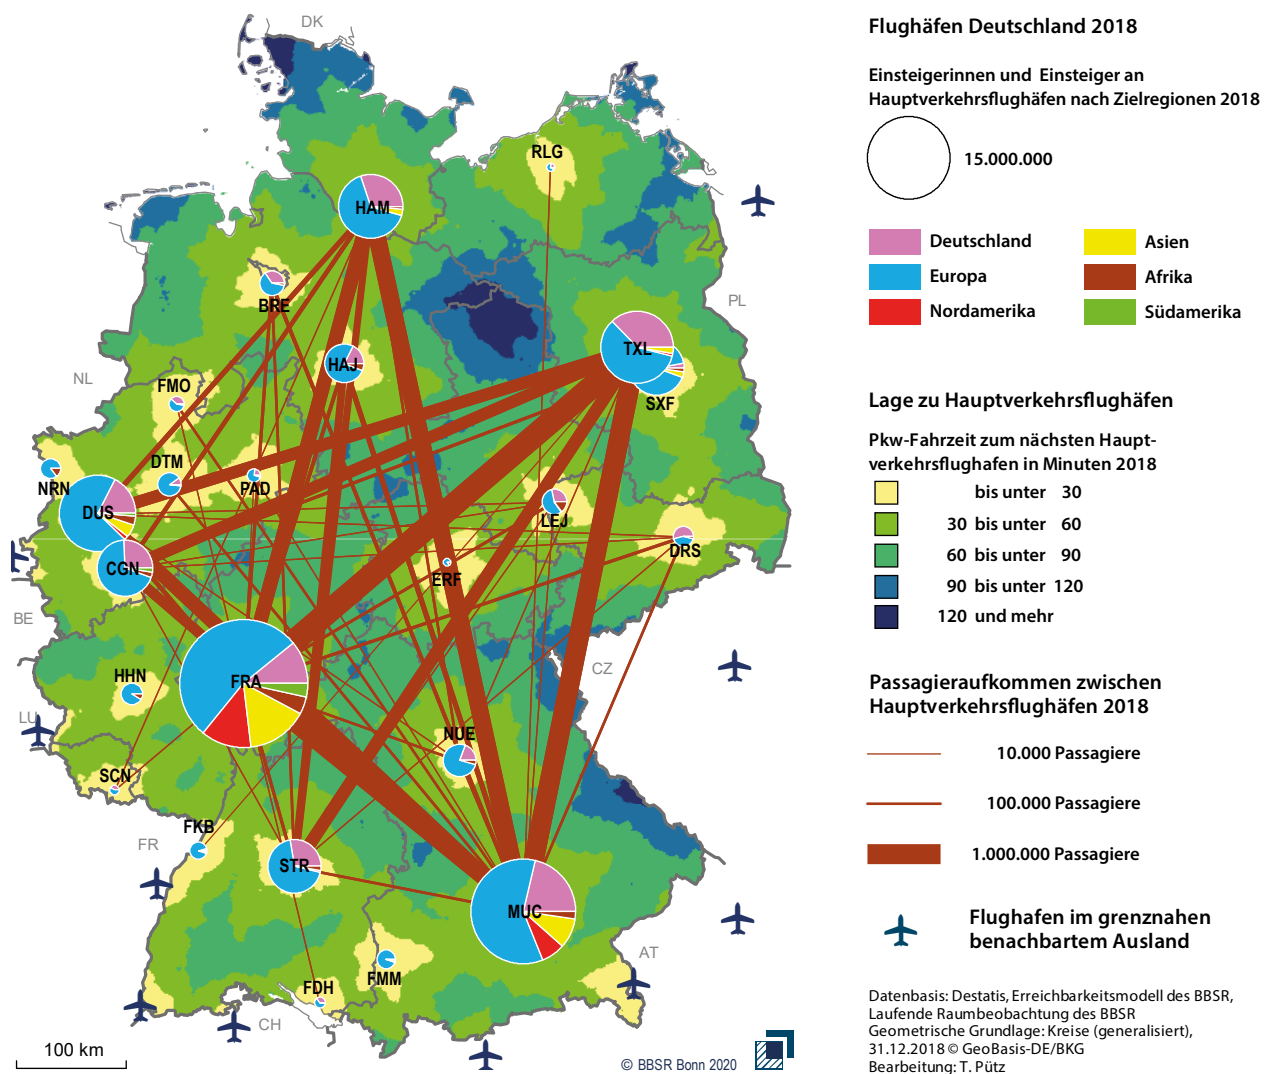 DK
RLG
HAM
BRE
PL
HAJ
TXL
NL
FMO
SXF
DTM
NRN
PAD
DUS
LEJ
CGN
DRS
ERF
BE
FRA
CZ
HHN
LU
NUE
SCN
FKB
FR
STR
MUC
AT
FMM
FDH
CH
100 km
© BBSR Bonn 2020
Flughäfen Deutschland 2018
Einsteigerinnen und Einsteiger an
Hauptverkehrsflughäfen nach Zielregionen 2018
15.000.000
Deutschland
Asien
Europa
Afrika
Nordamerika
Südamerika
Lage zu Hauptverkehrsflughäfen
Pkw-Fahrzeit zum nächsten Haupt-
verkehrsflughafen in Minuten 2018
bis unter 30
30 bis unter 60
60 bis unter 90
90 bis unter 120
120 und mehr
Passagieraufkommen zwischen
Hauptverkehrsflughäfen 2018
10.000 Passagiere
100.000 Passagiere
1.000.000 Passagiere
Flughafen im grenznahen
benachbartem Ausland
Datenbasis: Destatis, Erreichbarkeitsmodell des BBSR,
Laufende Raumbeobachtung des BBSR
Geometrische Grundlage: Kreise (generalisiert),
31.12.2018 © GeoBasis-DE/BKG
Bearbeitung: T. Pütz